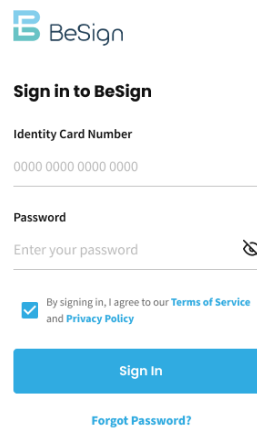 BeSign
Sign in to BeSign
Identity Card Number
0000 0000 0000 0000
Password
Enter your password
By signing in, I agree to our Terms of Service
and Privacy Policy
Sign In
Forgot Password?